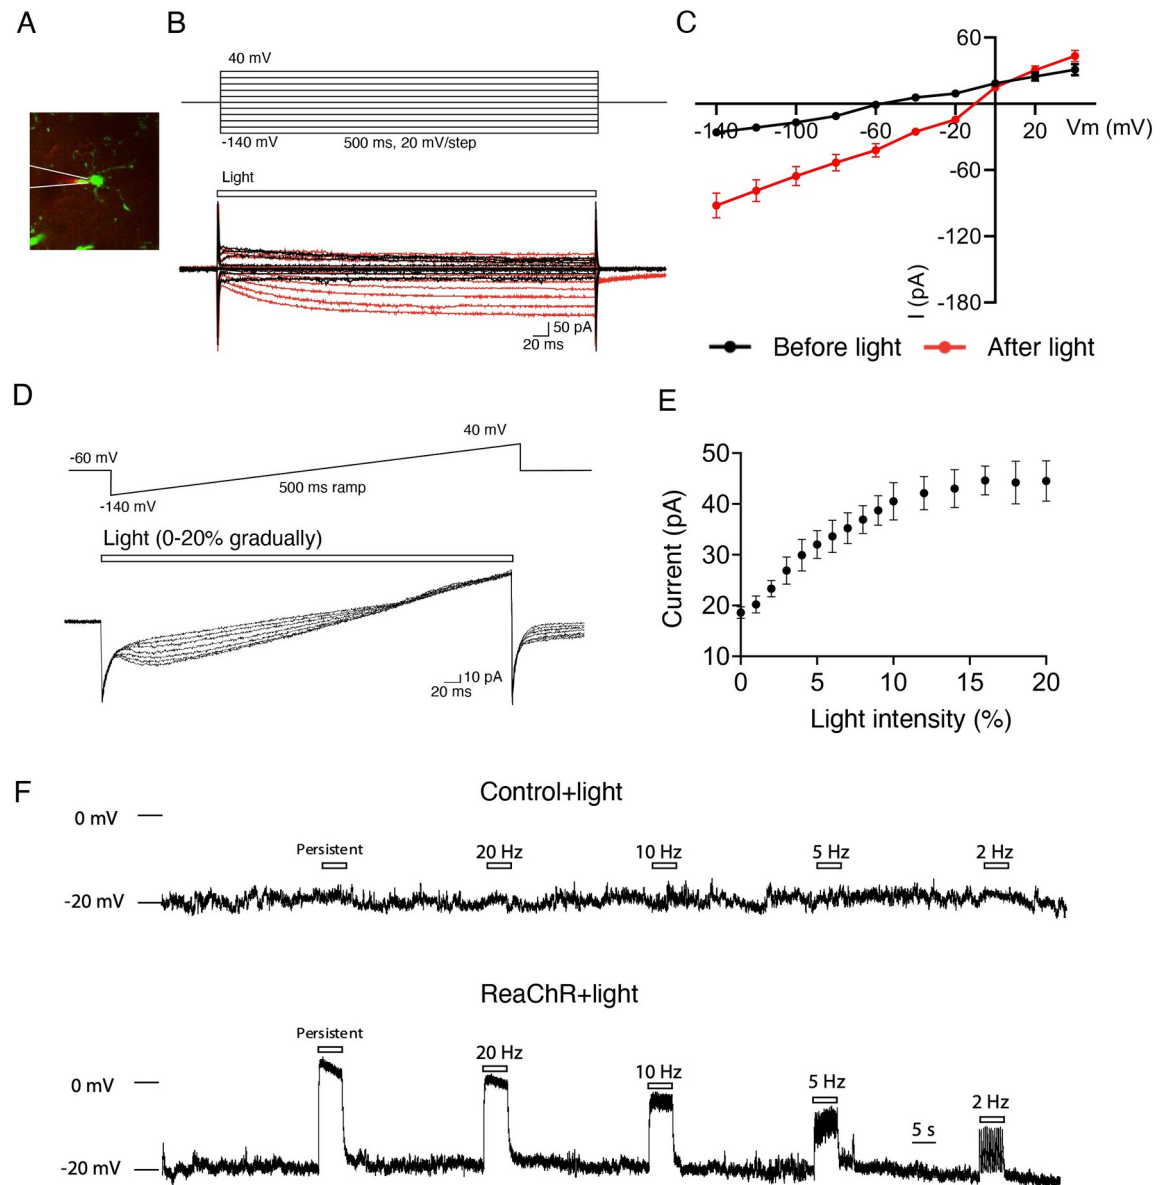 A
B
40 mV
-140 mV
500 ms, 20 mV/step
Light
50 pA
20 ms
C
60
-140
-100
-60
20
Vm (mV)
-60
-120
-180
I (pA)
Before light
After light
D
-60 mV
40 mV
-140 mV
500 ms ramp
Light (0-20% gradually)
10 pA
20 ms
E
50
40
30
20
10
0
5
10
15
20
Current (pA)
Light intensity (%)
F
Control+light
0 mV
-20 mV
Persistent
20 Hz
10 Hz
5 Hz
2 Hz
ReaChR+light
Persistent
20 Hz
10 Hz
5 Hz
2 Hz
0 mV
-20 mV
5 s